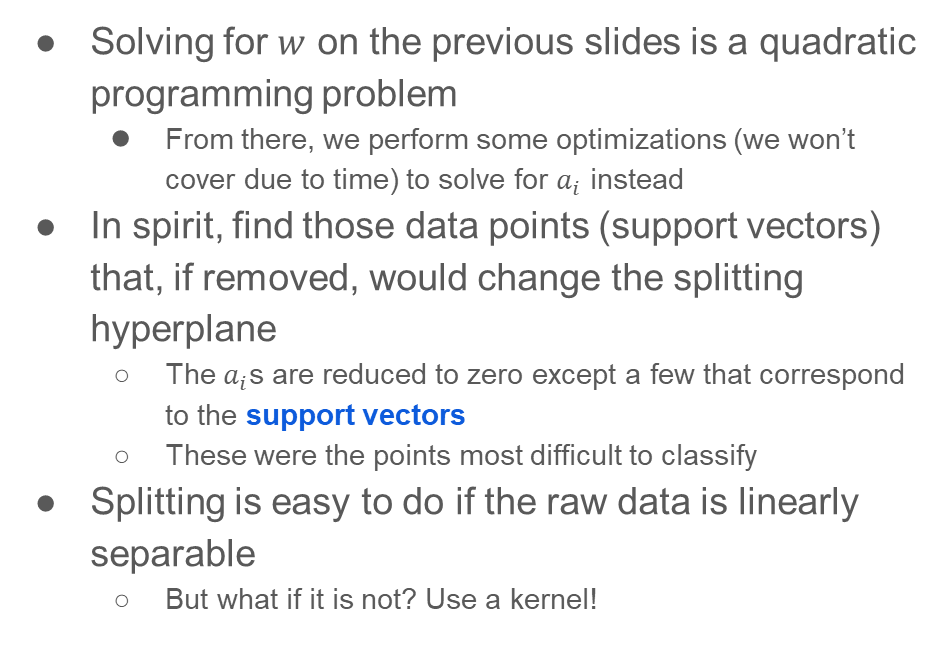 ● Solving for w on the previous slides is a quadratic
programming problem
● From there, we perform some optimizations (we won't
cover due to time) to solve for aᵢ instead
● In spirit, find those data points (support vectors)
that, if removed, would change the splitting
hyperplane
○ The aᵢs are reduced to zero except a few that correspond
to the support vectors
○ These were the points most difficult to classify
● Splitting is easy to do if the raw data is linearly
separable
○ But what if it is not? Use a kernel!